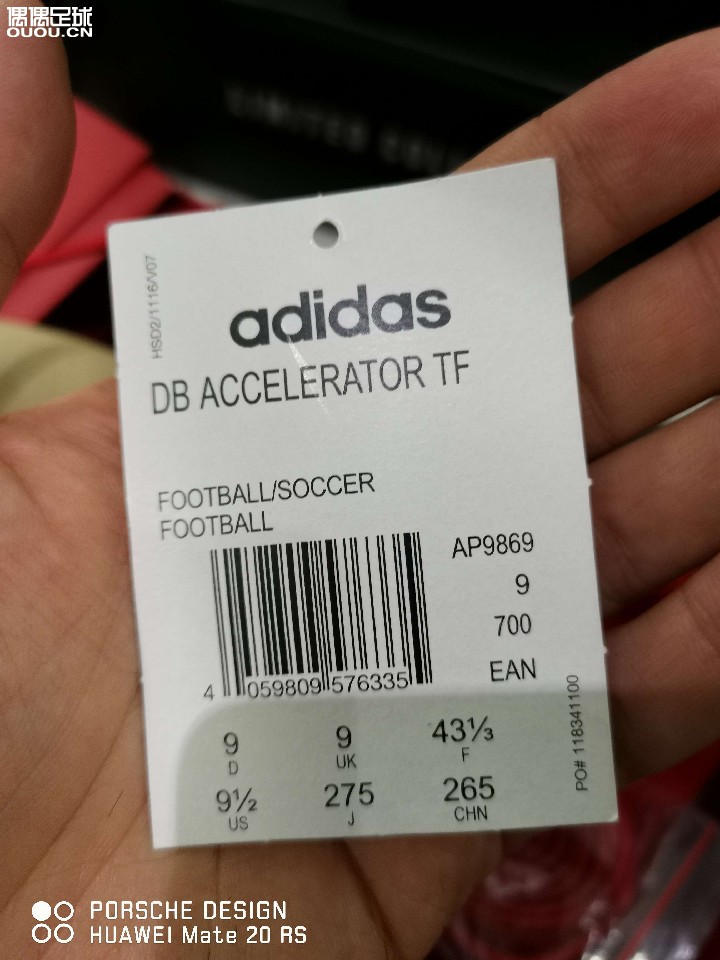 偶偶足球
OUOU.CN
LIMITED
HSD2/1116/V07
adidas
DB ACCELERATOR TF
FOOTBALL/SOCCER
FOOTBALL
AP9869
9
700
EAN
4 059809 576335
PO# 118341100
9 9 43⅓
D UK F
9½ 275 265
US J CHN
PORSCHE DESIGN
HUAWEI Mate 20 RS